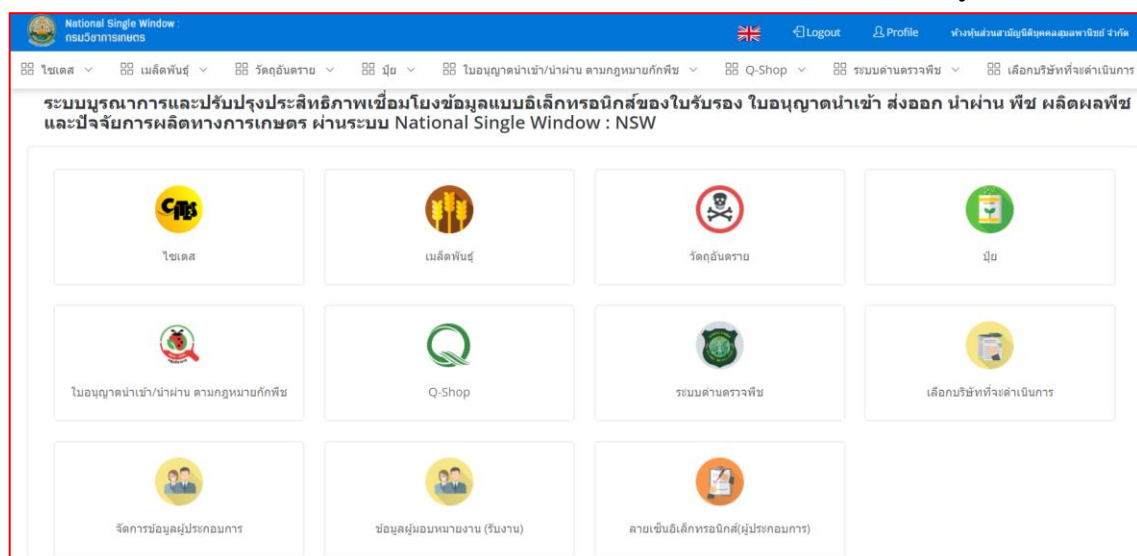 National Single Window :
กรมวิชาการเกษตร
Logout
Profile
ห้างหุ้นส่วนสามัญนิติบุคคลสุมลพานิชย์ จำกัด
ไซเตส
เมล็ดพันธุ์
วัตถุอันตราย
ปุ๋ย
ใบอนุญาตนำเข้า/นำผ่าน ตามกฎหมายกักพืช
Q-Shop
ระบบด่านตรวจพืช
เลือกบริษัทที่จะดำเนินการ
ระบบบูรณาการและปรับปรุงประสิทธิภาพเชื่อมโยงข้อมูลแบบอิเล็กทรอนิกส์ของใบรับรอง ใบอนุญาตนำเข้า ส่งออก นำผ่าน พืช ผลิตผลพืช
และปัจจัยการผลิตทางการเกษตร ผ่านระบบ National Single Window : NSW
CITES
ไซเตส
เมล็ดพันธุ์
วัตถุอันตราย
ปุ๋ย
ใบอนุญาตนำเข้า/นำผ่าน ตามกฎหมายกักพืช
Q-Shop
ระบบด่านตรวจพืช
เลือกบริษัทที่จะดำเนินการ
จัดการข้อมูลผู้ประกอบการ
ข้อมูลผู้มอบหมายงาน (รับงาน)
ลายเซ็นอิเล็กทรอนิกส์(ผู้ประกอบการ)